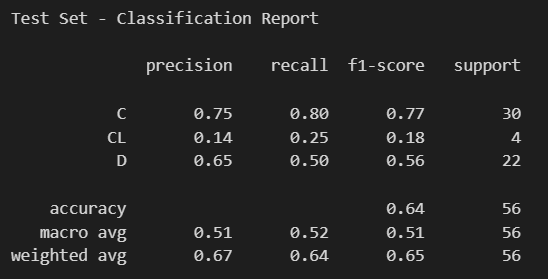 Test Set - Classification Report
precision recall f1-score support
C 0.75 0.80 0.77 30
CL 0.14 0.25 0.18 4
D 0.65 0.50 0.56 22
accuracy 0.64 56
macro avg 0.51 0.52 0.51 56
weighted avg 0.67 0.64 0.65 56